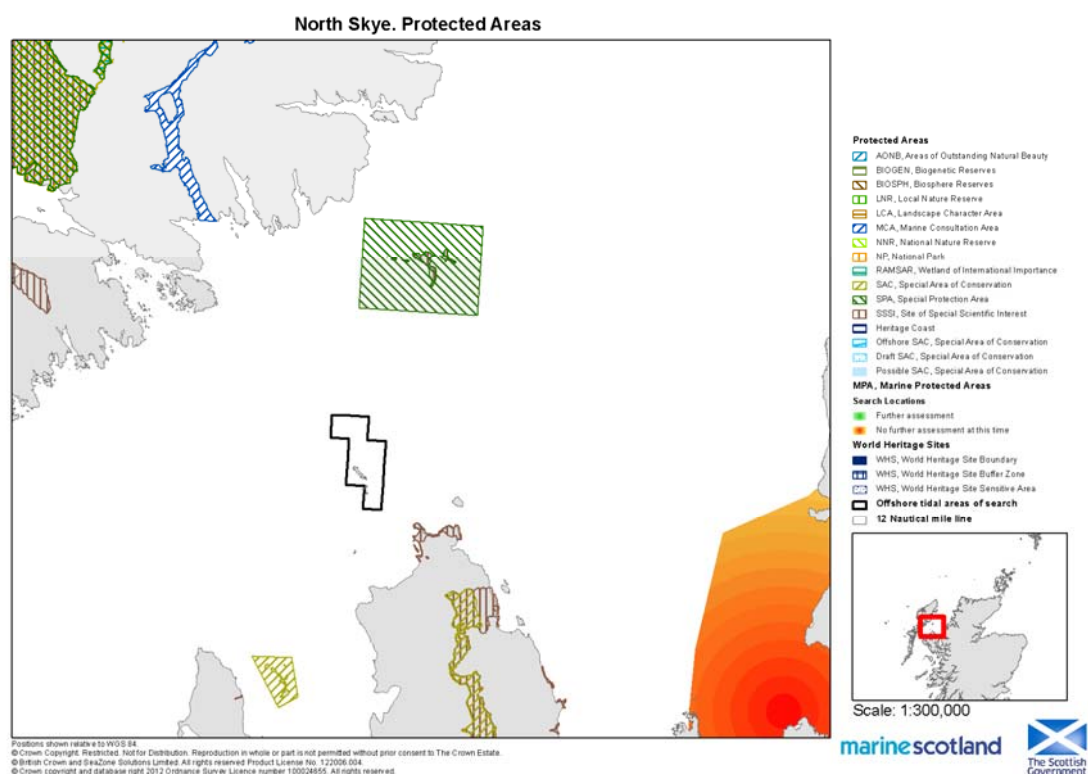 North Skye. Protected Areas
Protected Areas
AONB, Areas of Outstanding Natural Beauty
BIOGEN, Biogenetic Reserves
BIOSPH, Biosphere Reserves
LNR, Local Nature Reserve
LCA, Landscape Character Area
MCA, Marine Consultation Area
NNR, National Nature Reserve
NP, National Park
RAMSAR, Wetland of International Importance
SAC, Special Area of Conservation
SPA, Special Protection Area
SSSI, Site of Special Scientific Interest
Heritage Coast
Offshore SAC, Special Area of Conservation
Draft SAC, Special Area of Conservation
Possible SAC, Special Area of Conservation
MPA, Marine Protected Areas
Search Locations
Further assessment
No further assessment at this time
World Heritage Sites
WHS, World Heritage Site Boundary
WHS, World Heritage Site Buffer Zone
WHS, World Heritage Site Sensitive Area
Offshore tidal areas of search
12 Nautical mile line
Scale: 1:300,000
marinescotland
The Scottish
Government
Positions shown relative to WGS 84.
© Crown Copyright. Restricted. Not for Distribution. Reproduction in whole or part is not permitted without prior consent to The Crown Estate.
© British Crown and SeaZone Solutions Limited. All rights reserved Product License No. 122006.004.
© Crown copyright and database right 2012 Ordnance Survey Licence number 100024655. All rights reserved.